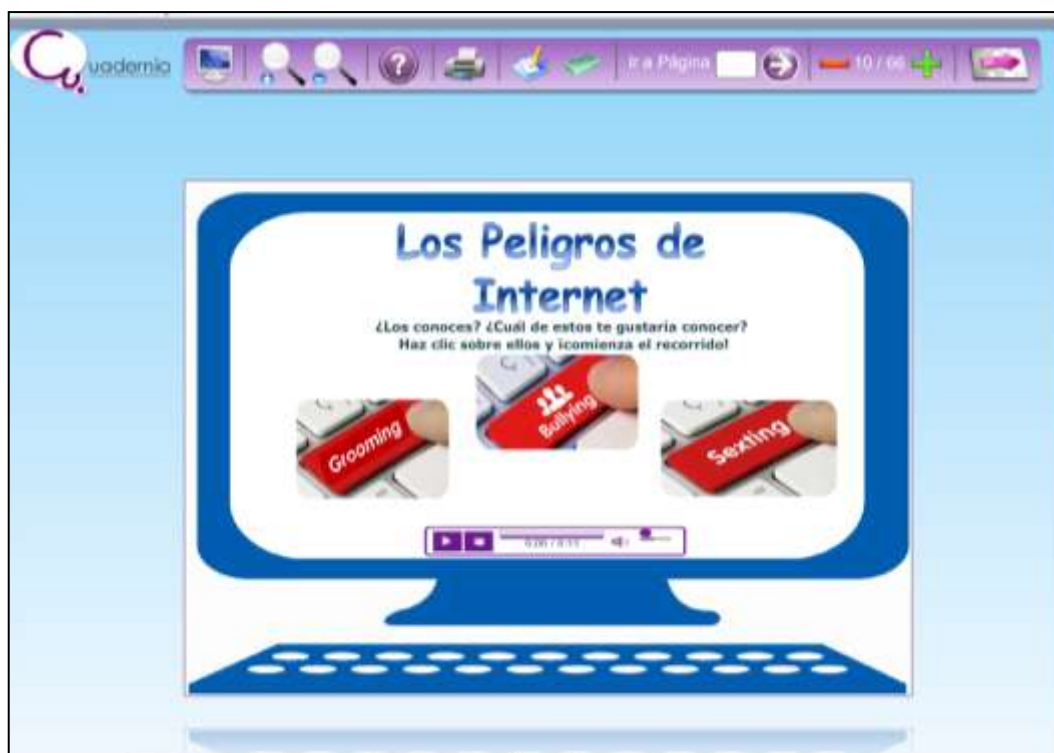 Cuadernia
Ir a Página
10 / 66
Los Peligros de
Internet
¿Los conoces? ¿Cuál de estos te gustaría conocer?
Haz clic sobre ellos y ¡comienza el recorrido!
Bullying
Grooming
Sexting